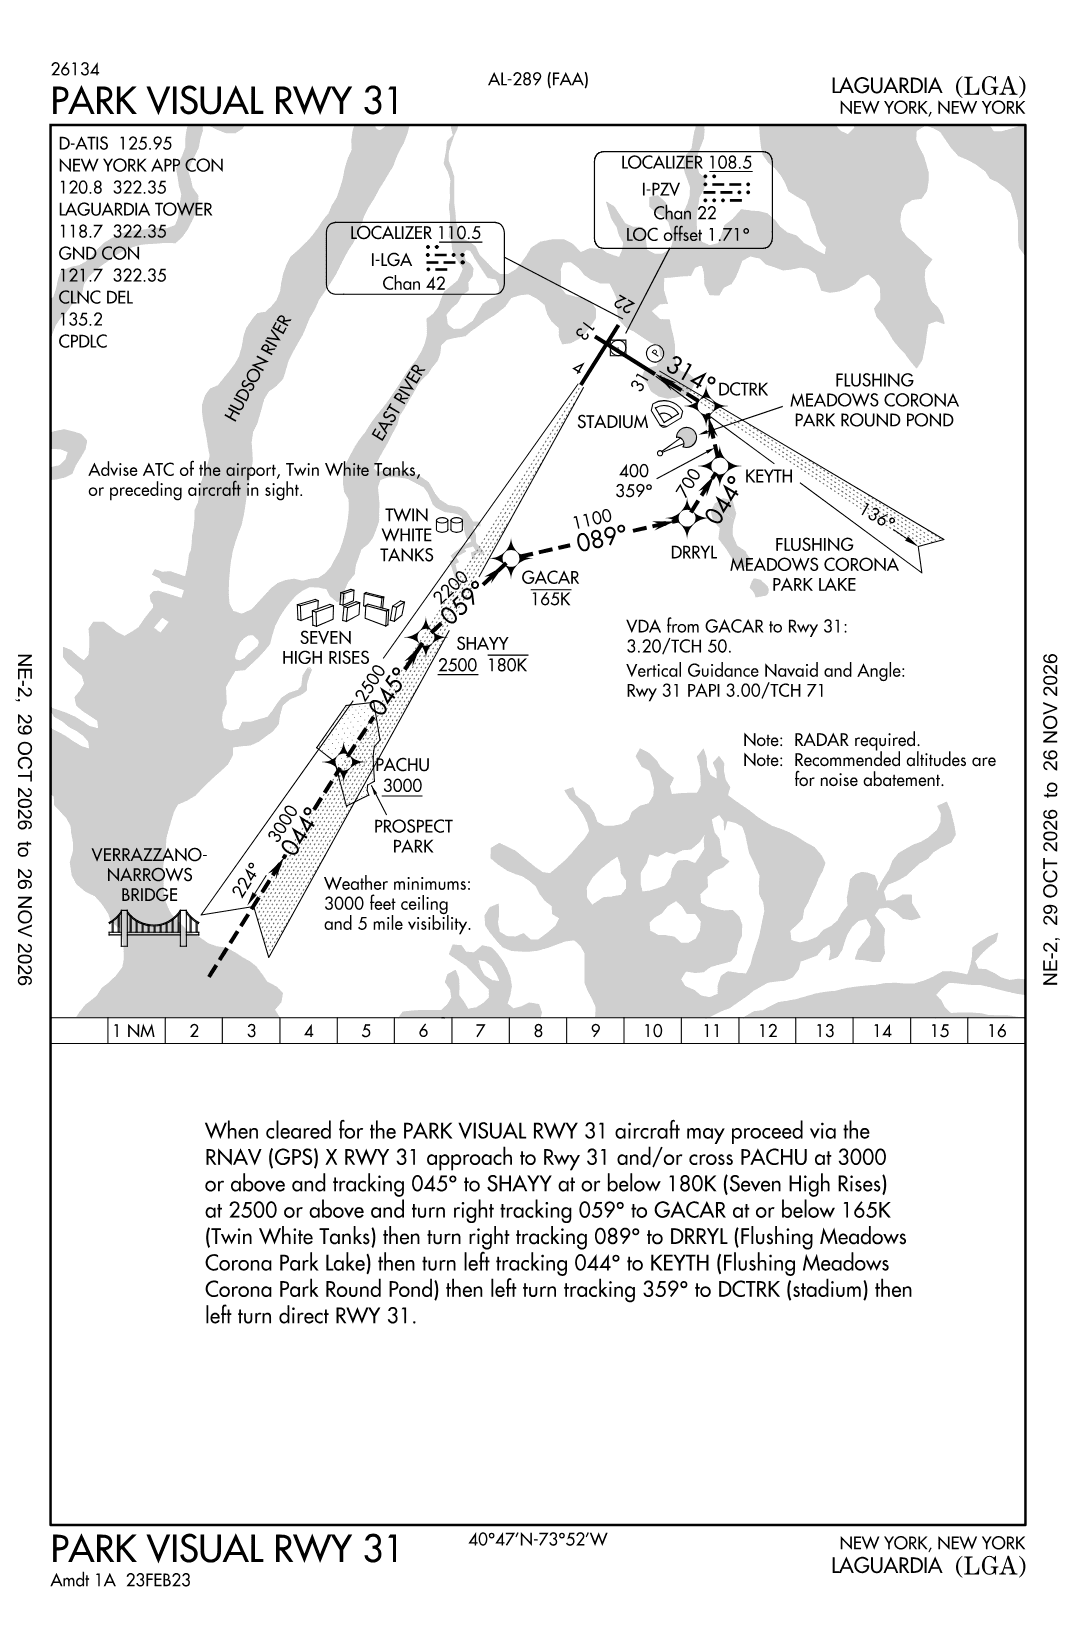 26134
PARK VISUAL RWY 31
AL-289 (FAA)
LAGUARDIA (LGA)
NEW YORK, NEW YORK
D-ATIS 125.95
NEW YORK APP CON
120.8 322.35
LAGUARDIA TOWER
118.7 322.35
GND CON
121.7 322.35
CLNC DEL
135.2
CPDLC
LOCALIZER 108.5
I-PZV
Chan 22
LOC offset 1.71°
LOCALIZER 110.5
I-LGA
Chan 42
HUDSON RIVER
EAST RIVER
22
13
4
31
P
314°
DCTRK
STADIUM
FLUSHING
MEADOWS CORONA
PARK ROUND POND
Advise ATC of the airport, Twin White Tanks,
or preceding aircraft in sight.
400
359°
700
044°
KEYTH
136°
TWIN
WHITE
TANKS
1100
089°
DRRYL
FLUSHING
MEADOWS CORONA
PARK LAKE
GACAR
165K
2200
059°
SEVEN
HIGH RISES
SHAYY
2500 180K
VDA from GACAR to Rwy 31:
3.20/TCH 50.
Vertical Guidance Navaid and Angle:
Rwy 31 PAPI 3.00/TCH 71
2500
045°
PACHU
3000
Note: RADAR required.
Note: Recommended altitudes are
for noise abatement.
PROSPECT
PARK
3000
044°
224°
VERRAZZANO-
NARROWS
BRIDGE
Weather minimums:
3000 feet ceiling
and 5 mile visibility.
NE-2, 29 OCT 2026 to 26 NOV 2026
NE-2, 29 OCT 2026 to 26 NOV 2026
1 NM 2 3 4 5 6 7 8 9 10 11 12 13 14 15 16
When cleared for the PARK VISUAL RWY 31 aircraft may proceed via the
RNAV (GPS) X RWY 31 approach to Rwy 31 and/or cross PACHU at 3000
or above and tracking 045° to SHAYY at or below 180K (Seven High Rises)
at 2500 or above and turn right tracking 059° to GACAR at or below 165K
(Twin White Tanks) then turn right tracking 089° to DRRYL (Flushing Meadows
Corona Park Lake) then turn left tracking 044° to KEYTH (Flushing Meadows
Corona Park Round Pond) then left turn tracking 359° to DCTRK (stadium) then
left turn direct RWY 31.
PARK VISUAL RWY 31
Amdt 1A 23FEB23
40°47'N-73°52'W
NEW YORK, NEW YORK
LAGUARDIA (LGA)